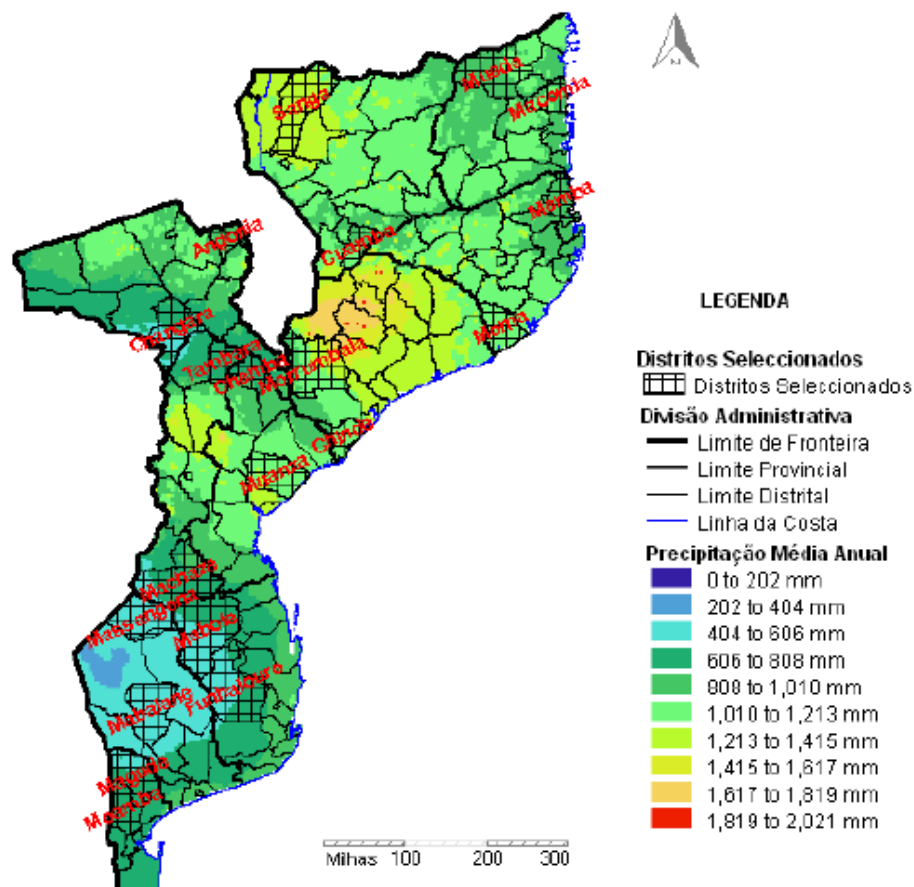 N
Sanga
Mueda
Macomia
Memba
Angonia
Cuamba
Changara
Moma
Tambara
Chemba
Morrumbala
Chinde
Muanza
Machaze
Massangena
Mabote
Funhalouro
Mabalane
Magude
Moamba
LEGENDA
Distritos Seleccionados
Distritos Seleccionados
Divisão Administrativa
Limite de Fronteira
Limite Provincial
Limite Distrital
Linha da Costa
Precipitação Média Anual
0 to 202 mm
202 to 404 mm
404 to 606 mm
606 to 808 mm
808 to 1,010 mm
1,010 to 1,213 mm
1,213 to 1,415 mm
1,415 to 1,617 mm
1,617 to 1,819 mm
1,819 to 2,021 mm
Milhas 100 200 300